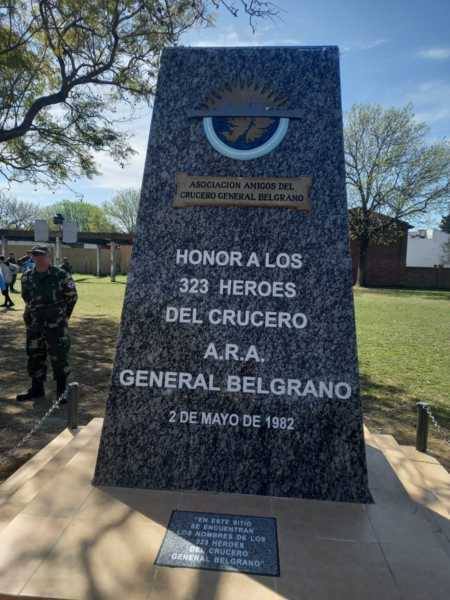 ASOCIACION AMIGOS DEL
CRUCERO GENERAL BELGRANO
HONOR A LOS
323 HEROES
DEL CRUCERO
A.R.A.
GENERAL BELGRANO
2 DE MAYO DE 1982
"EN ESTE SITIO
SE ENCUENTRAN
LOS NOMBRES DE LOS
323 HEROES
DEL CRUCERO
GENERAL BELGRANO"